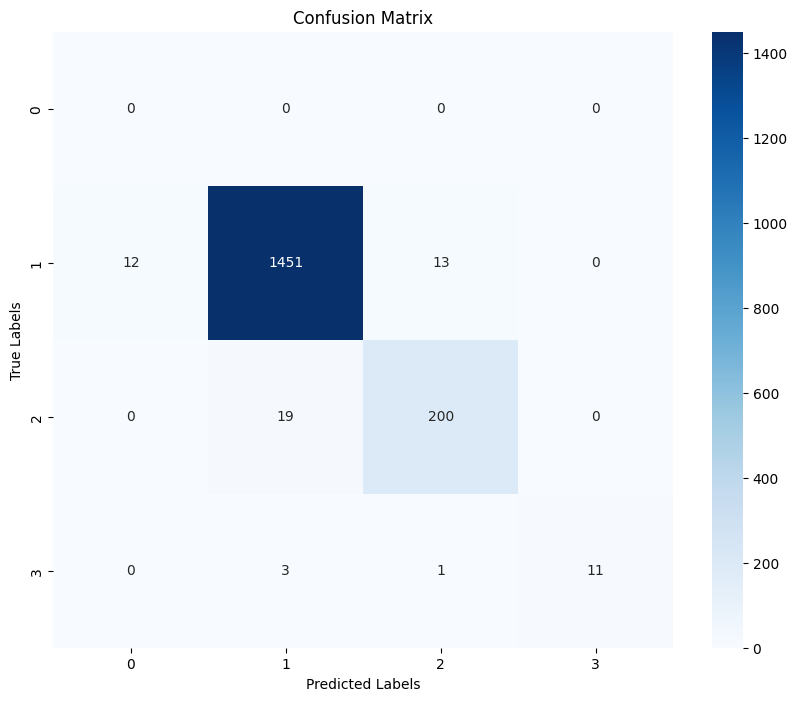 Confusion Matrix
0 0 0 0 0
1 12 1451 13 0
2 0 19 200 0
3 0 3 1 11
0 1 2 3
True Labels
Predicted Labels
1400
1200
1000
800
600
400
200
0